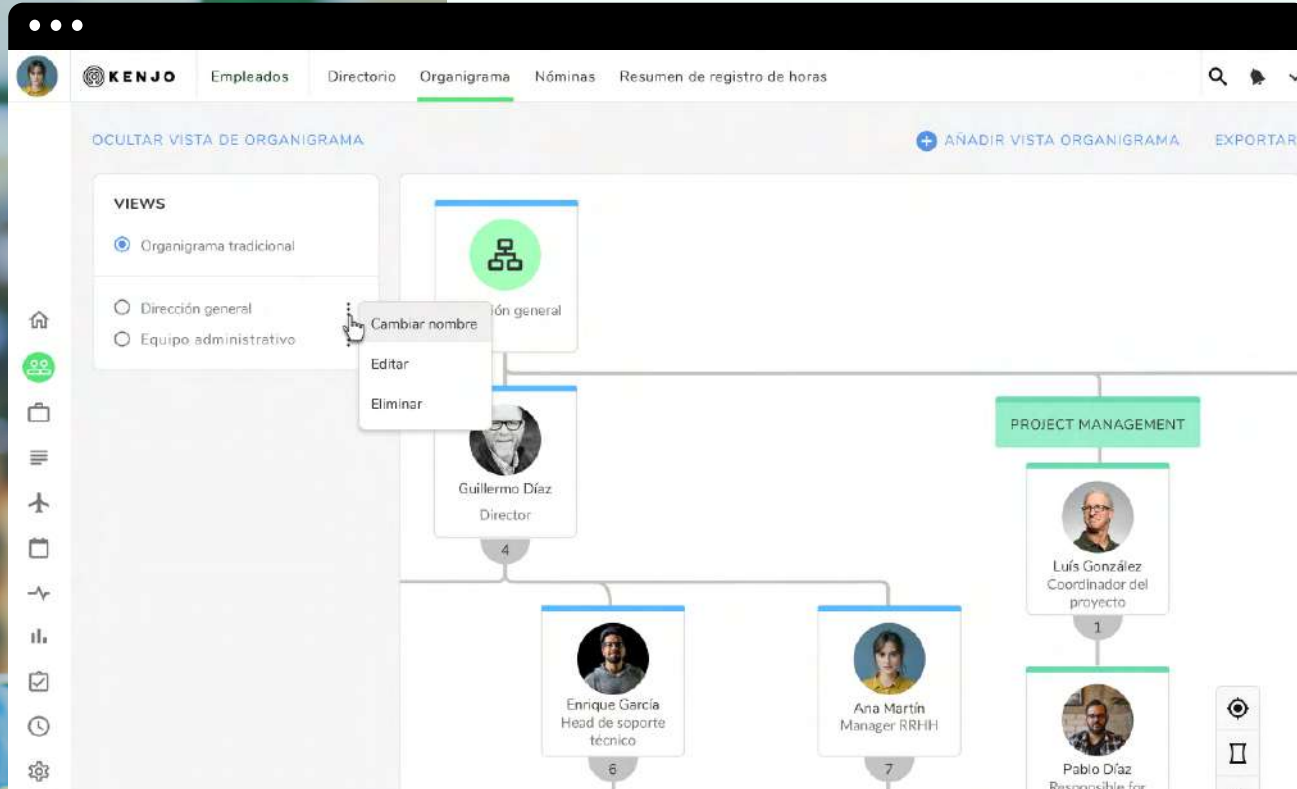 KENJO
Empleados
Directorio
Organigrama
Nóminas
Resumen de registro de horas
OCULTAR VISTA DE ORGANIGRAMA
AÑADIR VISTA ORGANIGRAMA
EXPORTAR
VIEWS
Organigrama tradicional
Dirección general
Equipo administrativo
Cambiar nombre
Editar
Eliminar
ión general
Guillermo Díaz
Director
4
PROJECT MANAGEMENT
Luís González
Coordinador del
proyecto
1
Enrique García
Head de soporte
técnico
6
Ana Martín
Manager RRHH
7
Pablo Díaz
Responsible for